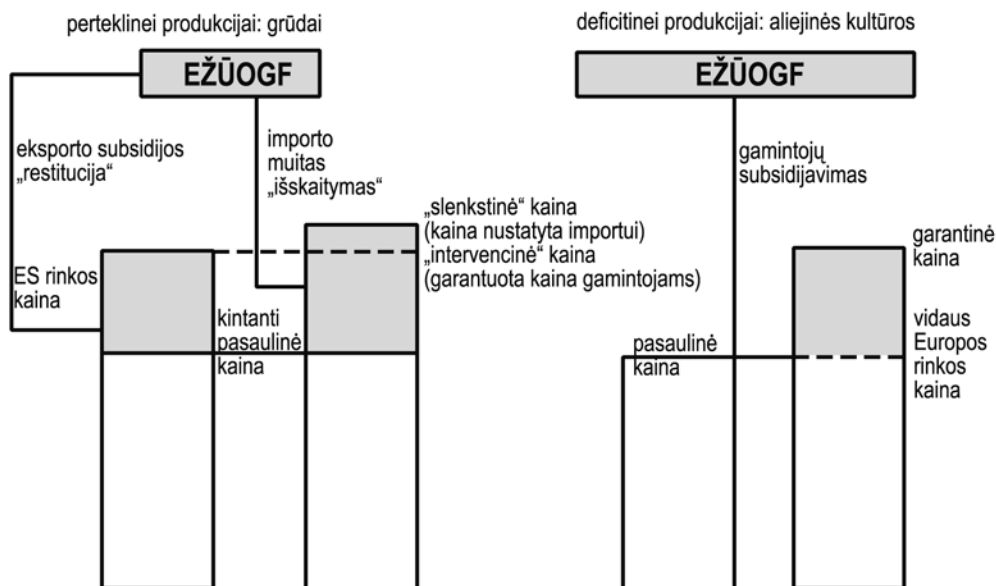 perteklinei produkcijai: grūdai
EŽŪOGF
eksporto subsidijos
„restitucija“
importo
muitas
„išskaitymas“
„slenkstinė“ kaina
(kaina nustatyta importui)
„intervencinė“ kaina
(garantuota kaina gamintojams)
ES rinkos
kaina
kintanti
pasaulinė
kaina
deficitinei produkcijai: aliejinės kultūros
EŽŪOGF
gamintojų
subsidijavimas
garantinė
kaina
pasaulinė
kaina
vidaus
Europos
rinkos
kaina